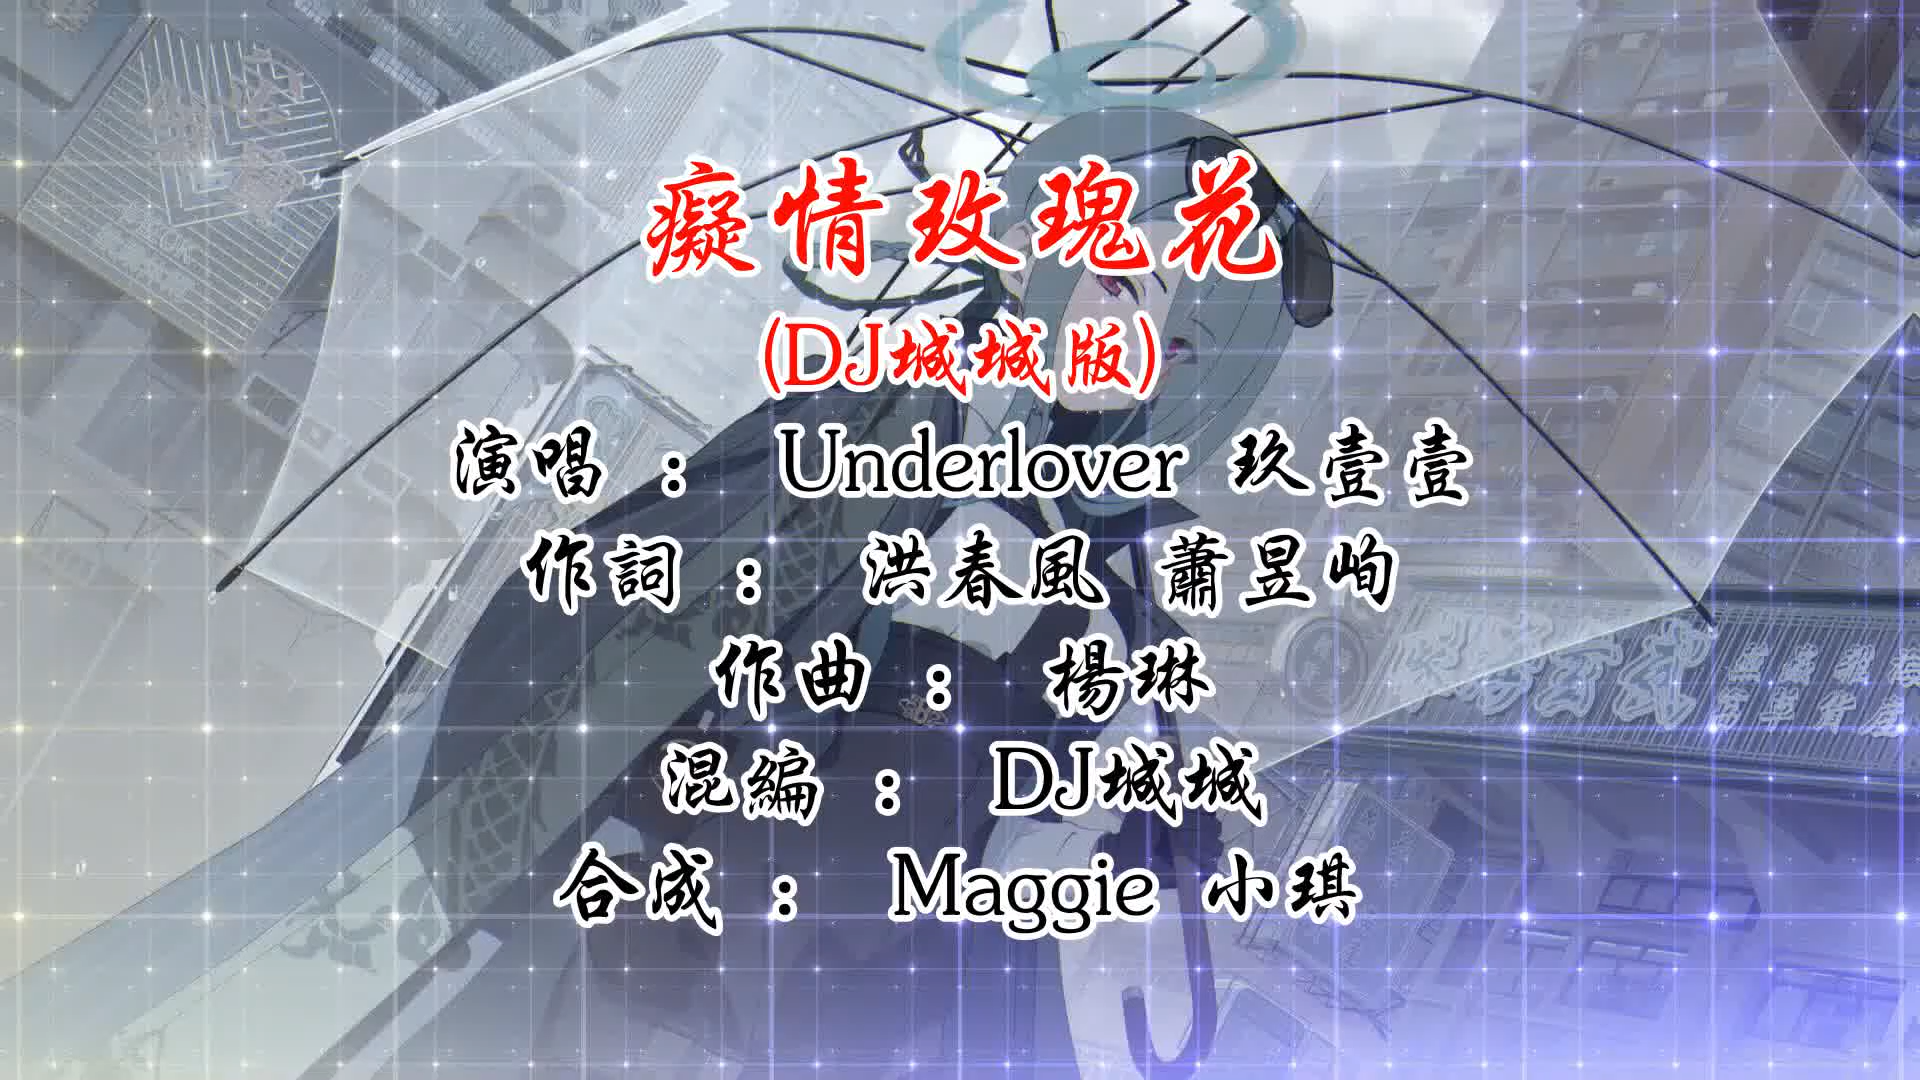 癡情玫瑰花
(DJ城城版)
演唱 : Underlover 玖壹壹
作詞 : 洪春風 蕭昱峋
作曲 : 楊琳
混編 : DJ城城
合成 : Maggie 小琪